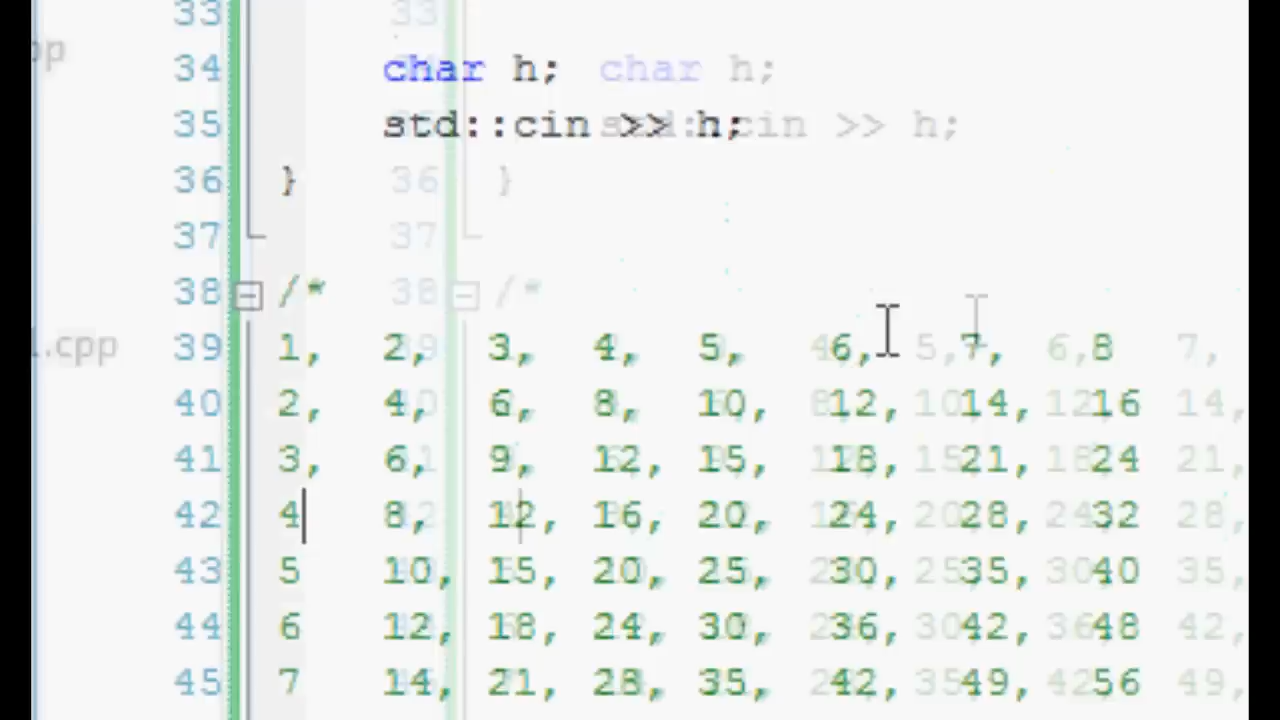 33
34 char h;
pp
35 std::cin >> h;
36 }
37
38 /*
1.cpp
39 1, 2, 3, 4, 5, 6, 7, 8
40 2, 4, 6, 8, 10, 12, 14, 16
41 3, 6, 9, 12, 15, 18, 21, 24
42 4 8, 12, 16, 20, 24, 28, 32
43 5 10, 15, 20, 25, 30, 35, 40
44 6 12, 18, 24, 30, 36, 42, 48
45 7 14, 21, 28, 35, 42, 49, 56